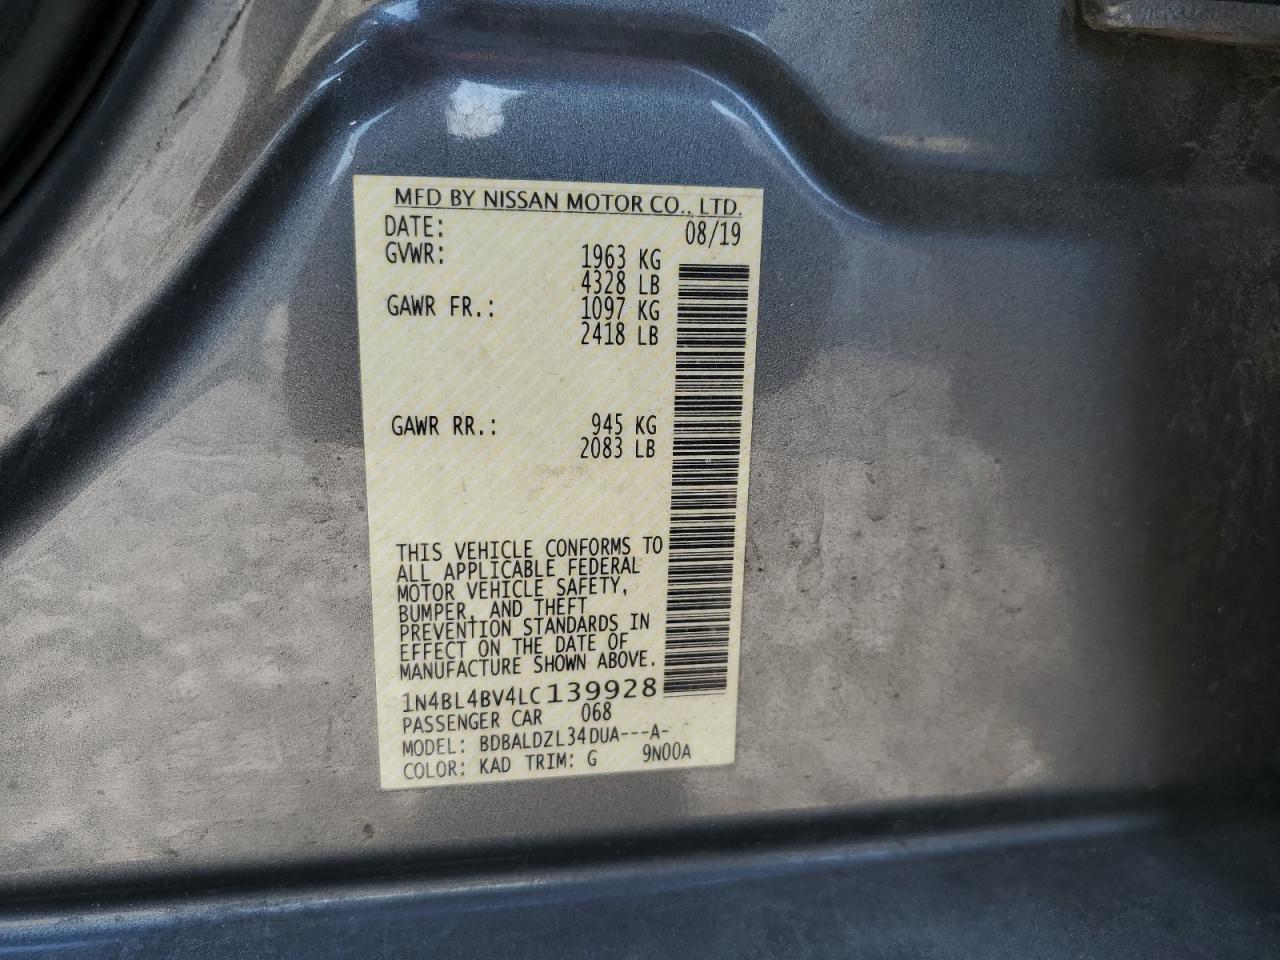 MFD BY NISSAN MOTOR CO., LTD.
DATE: 08/19
GVWR: 1963 KG
4328 LB
GAWR FR.: 1097 KG
2418 LB
GAWR RR.: 945 KG
2083 LB
THIS VEHICLE CONFORMS TO
ALL APPLICABLE FEDERAL
MOTOR VEHICLE SAFETY,
BUMPER, AND THEFT
PREVENTION STANDARDS IN
EFFECT ON THE DATE OF
MANUFACTURE SHOWN ABOVE.
1N4BL4BV4LC139928
PASSENGER CAR 068
MODEL: BDBALDZL34DUA---A-
COLOR: KAD TRIM: G 9N00A